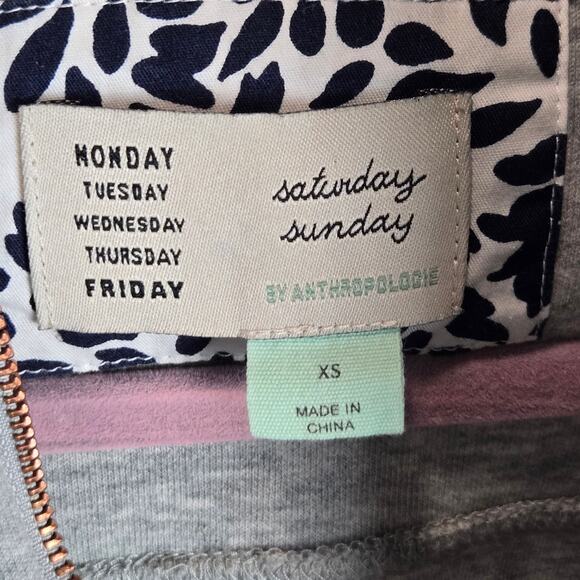 MONDAY
TUESDAY
WEDNESDAY
THURSDAY
FRIDAY
saturday
sunday
BY ANTHROPOLOGIE
XS
MADE IN
CHINA